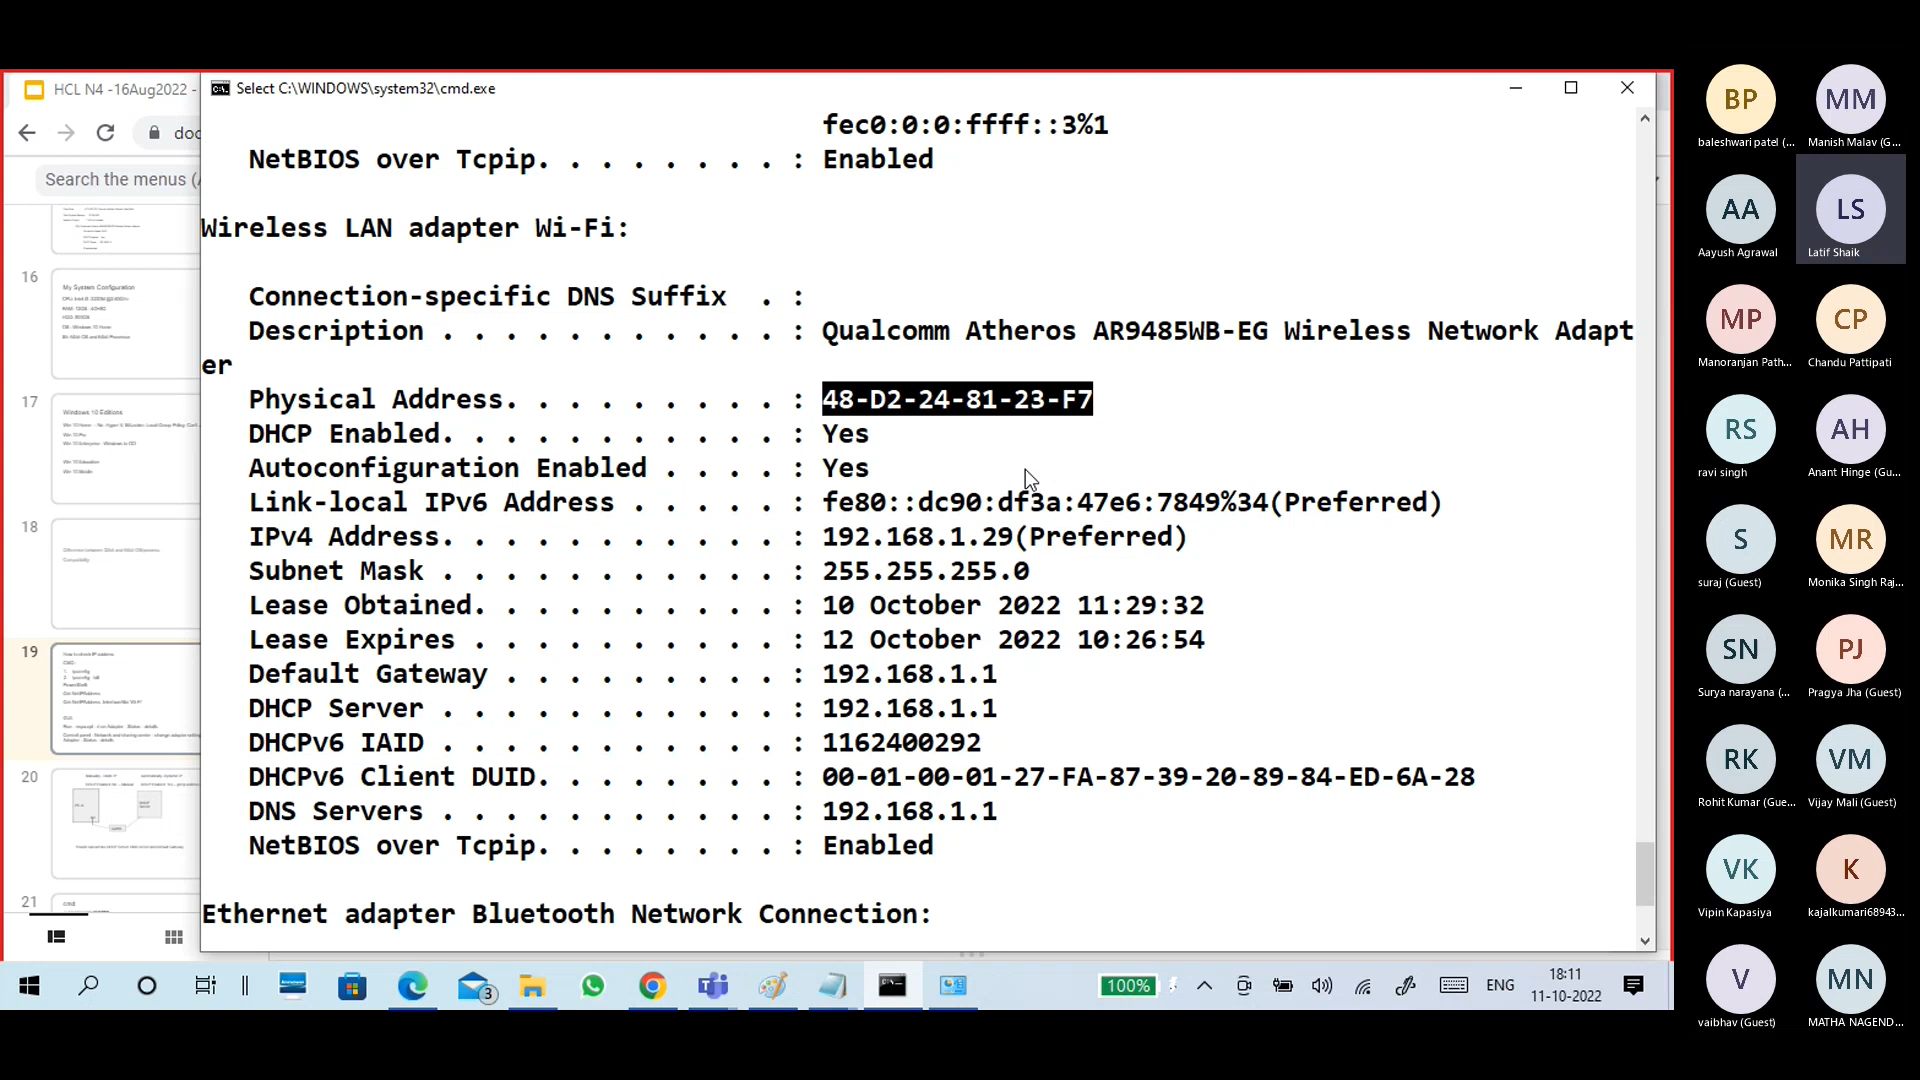 HCL N4 -16Aug2022 -
doc
Search the menus (
16
My System Configuration
17
Windows 10 Editions
18
19
20
21
cmd
Select C:\WINDOWS\system32\cmd.exe
fec0:0:0:ffff::3%1
NetBIOS over Tcpip. . . . . . . . : Enabled
Wireless LAN adapter Wi-Fi:
Connection-specific DNS Suffix  . :
Description . . . . . . . . . . . : Qualcomm Atheros AR9485WB-EG Wireless Network Adapt
er
Physical Address. . . . . . . . . : 48-D2-24-81-23-F7
DHCP Enabled. . . . . . . . . . . : Yes
Autoconfiguration Enabled . . . . : Yes
Link-local IPv6 Address . . . . . : fe80::dc90:df3a:47e6:7849%34(Preferred)
IPv4 Address. . . . . . . . . . . : 192.168.1.29(Preferred)
Subnet Mask . . . . . . . . . . . : 255.255.255.0
Lease Obtained. . . . . . . . . . : 10 October 2022 11:29:32
Lease Expires . . . . . . . . . . : 12 October 2022 10:26:54
Default Gateway . . . . . . . . . : 192.168.1.1
DHCP Server . . . . . . . . . . . : 192.168.1.1
DHCPv6 IAID . . . . . . . . . . . : 1162400292
DHCPv6 Client DUID. . . . . . . . : 00-01-00-01-27-FA-87-39-20-89-84-ED-6A-28
DNS Servers . . . . . . . . . . . : 192.168.1.1
NetBIOS over Tcpip. . . . . . . . : Enabled
Ethernet adapter Bluetooth Network Connection:
3
100%
ENG
18:11
11-10-2022
BP MM
baleshwari patel (... Manish Malav (G...
AA LS
Aayush Agrawal Latif Shaik
MP CP
Manoranjan Path... Chandu Pattipati
RS AH
ravi singh Anant Hinge (Gu...
S MR
suraj (Guest) Monika Singh Raj...
SN PJ
Surya narayana (... Pragya Jha (Guest)
RK VM
Rohit Kumar (Gue... Vijay Mali (Guest)
VK K
Vipin Kapasiya kajalkumari68943...
V MN
vaibhav (Guest) MATHA NAGEND...